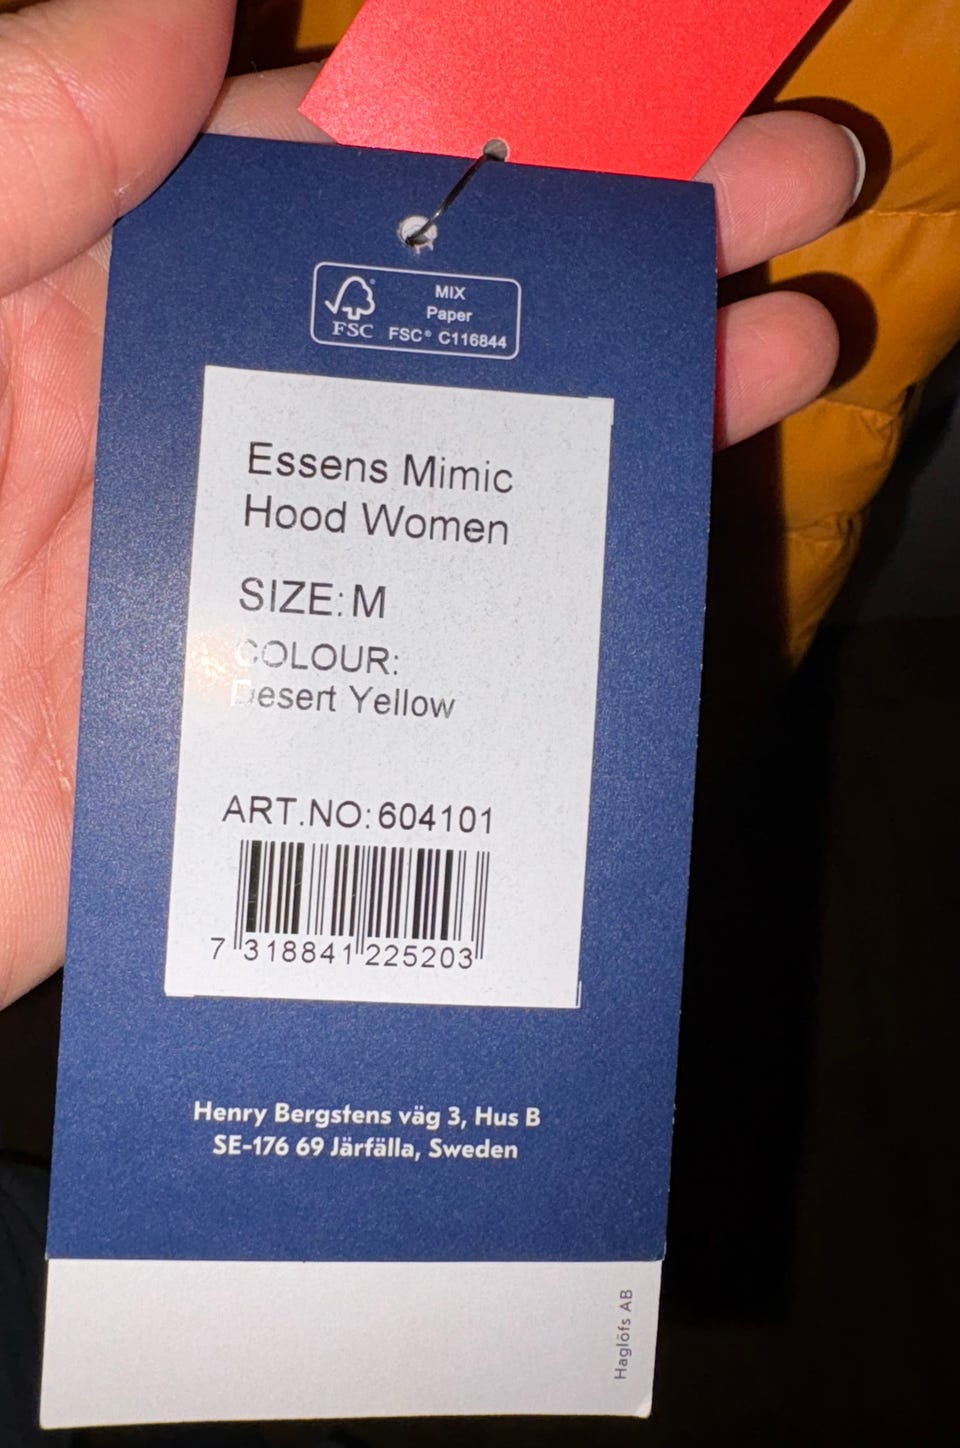 MIX
Paper
FSC FSC® C116844
Essens Mimic
Hood Women
SIZE: M
COLOUR:
Desert Yellow
ART.NO: 604101
7 318841 225203
Henry Bergstens väg 3, Hus B
SE-176 69 Järfälla, Sweden
Haglöfs AB